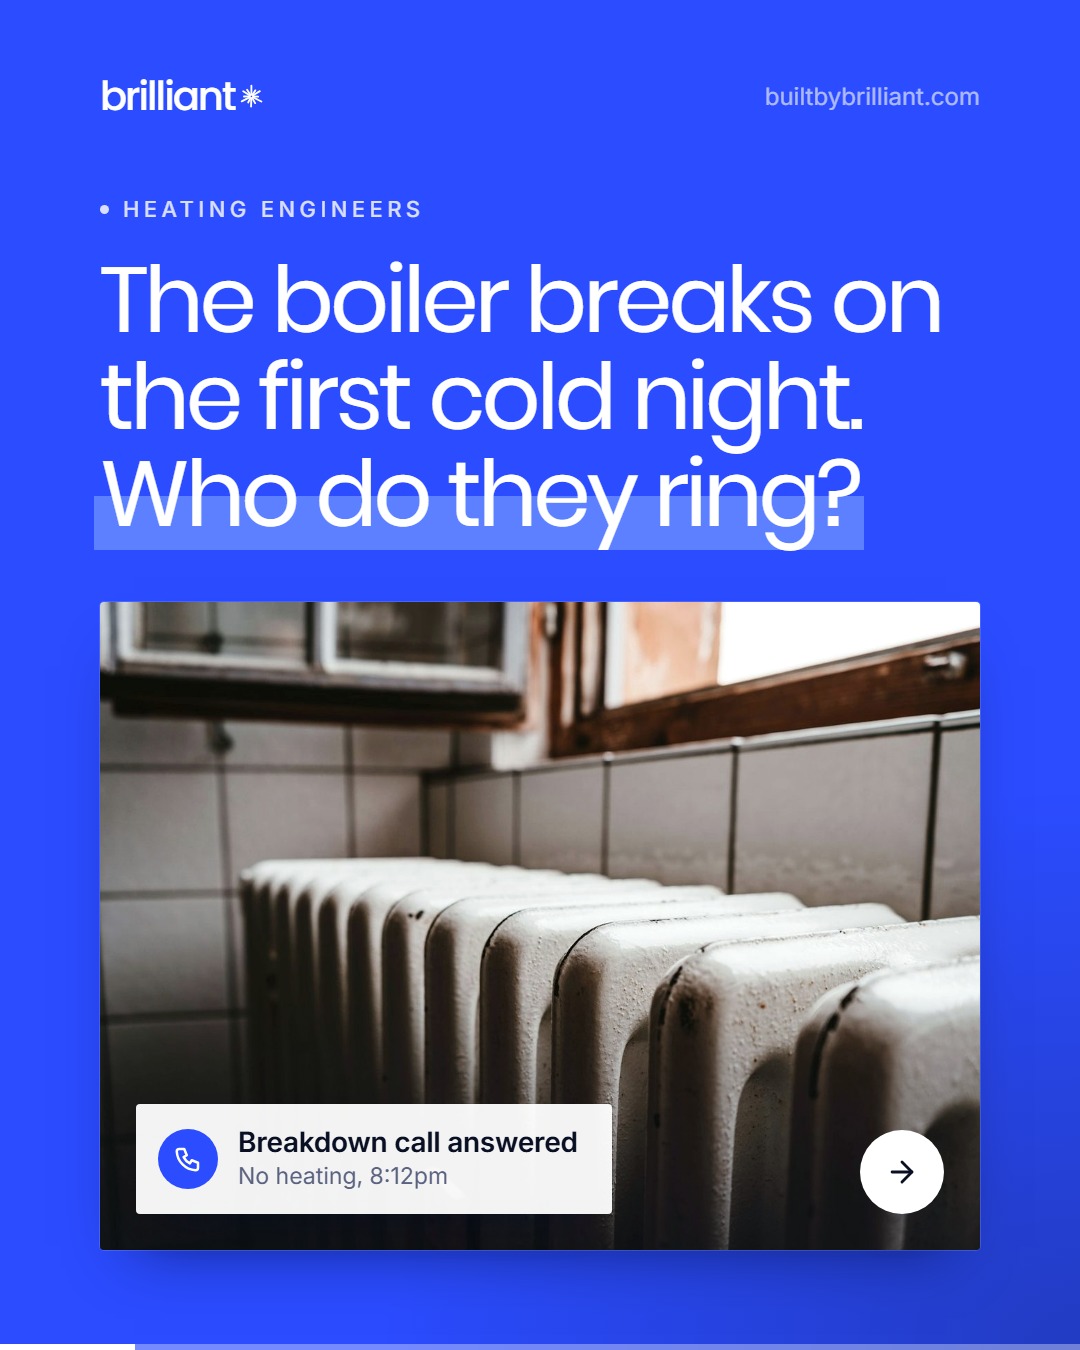 brilliant
builtbybrilliant.com
HEATING ENGINEERS
The boiler breaks on
the first cold night.
Who do they ring?
Breakdown call answered
No heating, 8:12pm